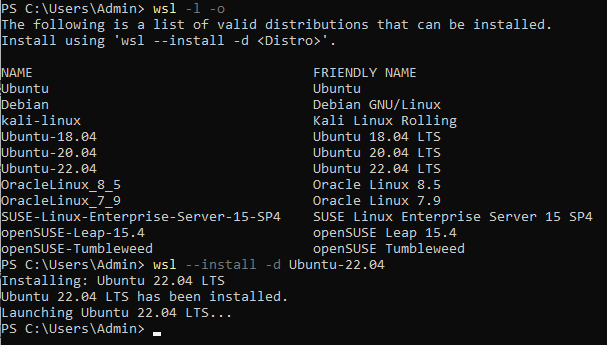 PS C:\Users\Admin> wsl -l -o
The following is a list of valid distributions that can be installed.
Install using 'wsl --install -d <Distro>'.
NAME FRIENDLY NAME
Ubuntu Ubuntu
Debian Debian GNU/Linux
kali-linux Kali Linux Rolling
Ubuntu-18.04 Ubuntu 18.04 LTS
Ubuntu-20.04 Ubuntu 20.04 LTS
Ubuntu-22.04 Ubuntu 22.04 LTS
OracleLinux_8_5 Oracle Linux 8.5
OracleLinux_7_9 Oracle Linux 7.9
SUSE-Linux-Enterprise-Server-15-SP4 SUSE Linux Enterprise Server 15 SP4
openSUSE-Leap-15.4 openSUSE Leap 15.4
openSUSE-Tumbleweed openSUSE Tumbleweed
PS C:\Users\Admin> wsl --install -d Ubuntu-22.04
Installing: Ubuntu 22.04 LTS
Ubuntu 22.04 LTS has been installed.
Launching Ubuntu 22.04 LTS...
PS C:\Users\Admin>